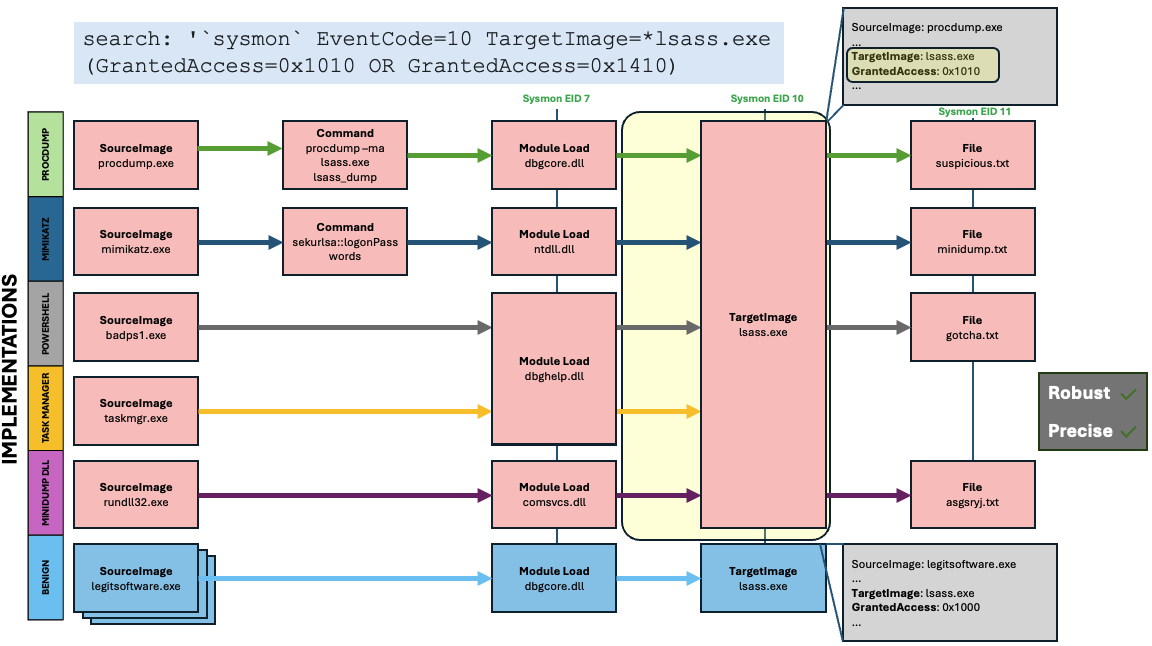 search: '`sysmon` EventCode=10 TargetImage=*lsass.exe
(GrantedAccess=0x1010 OR GrantedAccess=0x1410)
SourceImage: procdump.exe
...
TargetImage: lsass.exe
GrantedAccess: 0x1010
...
Sysmon EID 7
Sysmon EID 10
Sysmon EID 11
IMPLEMENTATIONS
PROCDUMP
SourceImage
procdump.exe
Command
procdump –ma
lsass.exe
lsass_dump
Module Load
dbgcore.dll
File
suspicious.txt
MIMIKATZ
SourceImage
mimikatz.exe
Command
sekurlsa::logonPass
words
Module Load
ntdll.dll
File
minidump.txt
POWERSHELL
SourceImage
badps1.exe
Module Load
dbghelp.dll
TargetImage
lsass.exe
File
gotcha.txt
TASK MANAGER
SourceImage
taskmgr.exe
Robust
Precise
MINIDUMP DLL
SourceImage
rundll32.exe
Module Load
comsvcs.dll
File
asgsryj.txt
BENIGN
SourceImage
legitsoftware.exe
Module Load
dbgcore.dll
TargetImage
lsass.exe
SourceImage: legitsoftware.exe
...
TargetImage: lsass.exe
GrantedAccess: 0x1000
...